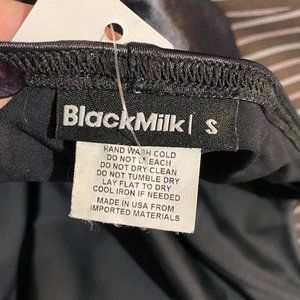 BlackMilk | S
HAND WASH COLD
DO NOT BLEACH
DO NOT DRY CLEAN
DO NOT TUMBLE DRY
LAY FLAT TO DRY
COOL IRON IF NEEDED
MADE IN USA FROM
IMPORTED MATERIALS